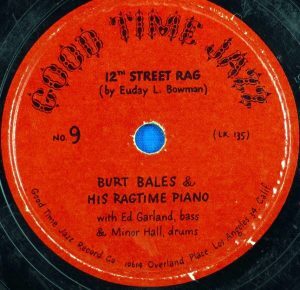 GOOD TIME JAZZ
12TH STREET RAG
(by Euday L. Bowman)
NO. 9
(LK 135)
BURT BALES &
HIS RAGTIME PIANO
with Ed Garland, bass
& Minor Hall, drums
Good Time Jazz Record Co. 10614 Overland Place Los Angeles 34 Calif.